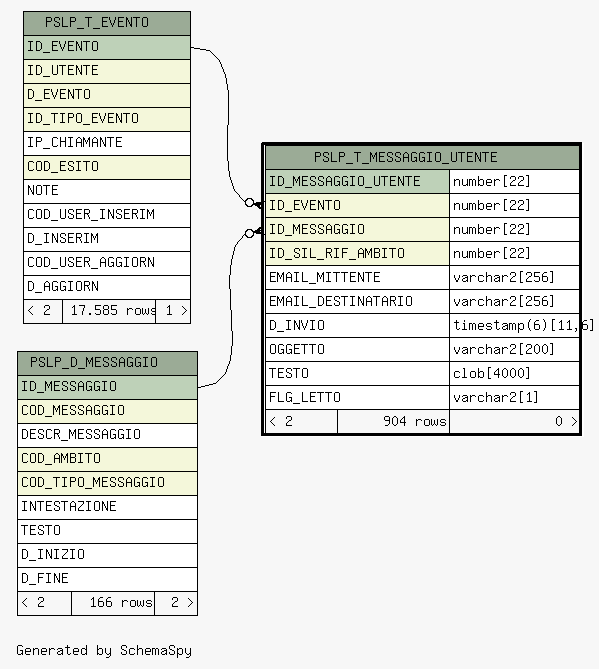 PSLP_T_EVENTO
ID_EVENTO
ID_UTENTE
D_EVENTO
ID_TIPO_EVENTO
IP_CHIAMANTE
COD_ESITO
NOTE
COD_USER_INSERIM
D_INSERIM
COD_USER_AGGIORN
D_AGGIORN
< 2 17.585 rows 1 >
PSLP_T_MESSAGGIO_UTENTE
ID_MESSAGGIO_UTENTE number[22]
ID_EVENTO number[22]
ID_MESSAGGIO number[22]
ID_SIL_RIF_AMBITO number[22]
EMAIL_MITTENTE varchar2[256]
EMAIL_DESTINATARIO varchar2[256]
D_INVIO timestamp(6)[11,6]
OGGETTO varchar2[200]
TESTO clob[4000]
FLG_LETTO varchar2[1]
< 2 904 rows 0 >
PSLP_D_MESSAGGIO
ID_MESSAGGIO
COD_MESSAGGIO
DESCR_MESSAGGIO
COD_AMBITO
COD_TIPO_MESSAGGIO
INTESTAZIONE
TESTO
D_INIZIO
D_FINE
< 2 166 rows 2 >
Generated by SchemaSpy